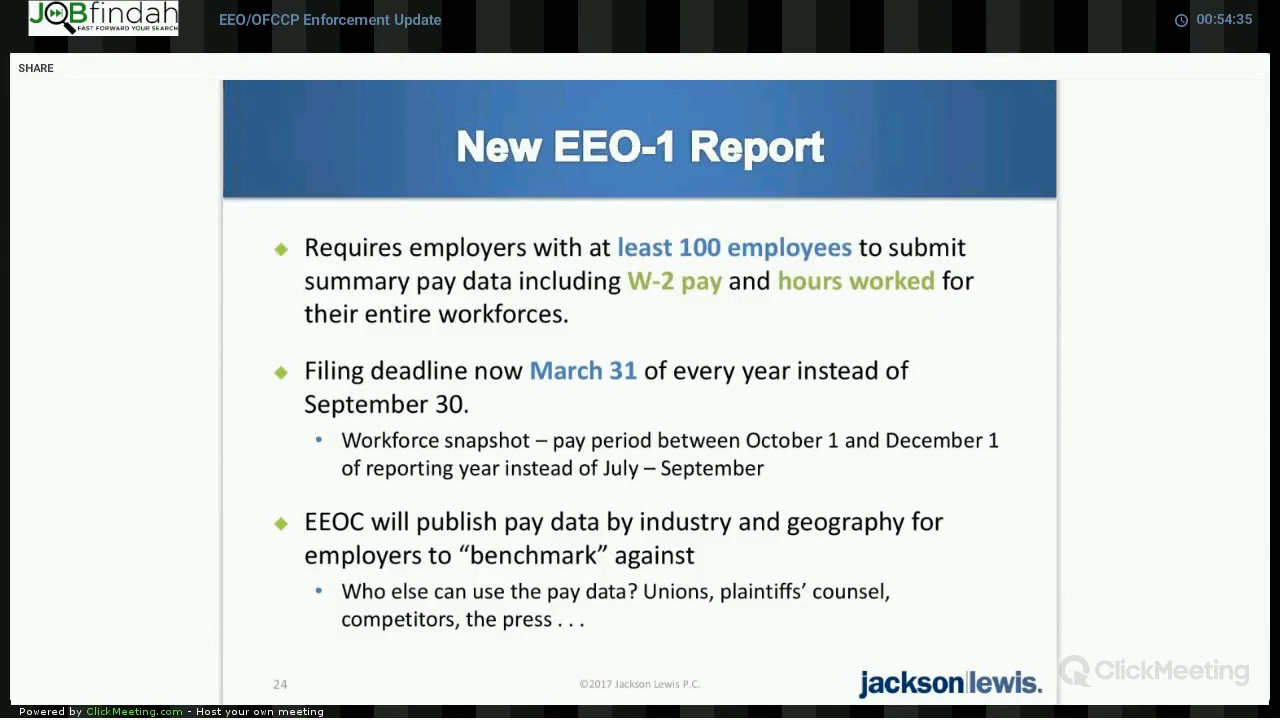 JOBfindah
FAST FORWARD YOUR SEARCH
EEO/OFCCP Enforcement Update
00:54:35
SHARE
New EEO-1 Report
Requires employers with at least 100 employees to submit
summary pay data including W-2 pay and hours worked for
their entire workforces.
Filing deadline now March 31 of every year instead of
September 30.
Workforce snapshot – pay period between October 1 and December 1
of reporting year instead of July – September
EEOC will publish pay data by industry and geography for
employers to “benchmark” against
Who else can use the pay data? Unions, plaintiffs’ counsel,
competitors, the press . . .
24
©2017 Jackson Lewis P.C.
jackson|lewis.
ClickMeeting
Powered by ClickMeeting.com - Host your own meeting